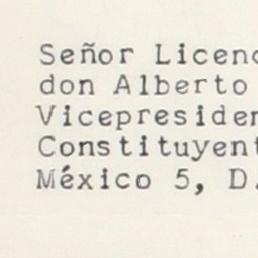 Señor Licenc
don Alberto
Vicepresiden
Constituyent
México 5, D.